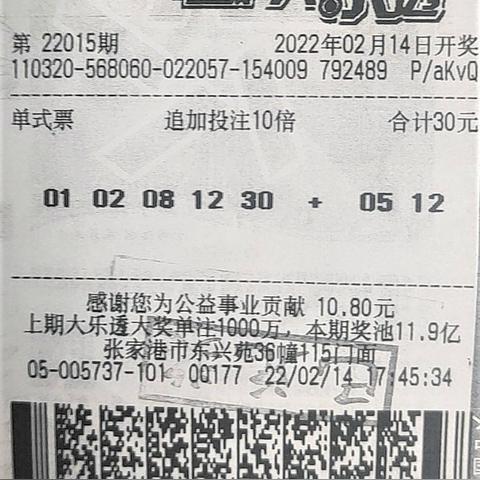 第 22015期 2022年02月14日开奖
110320-568060-022057-154009 792489 P/aKvQ
单式票 追加投注10倍 合计30元
01 02 08 12 30 + 05 12
感谢您为公益事业贡献 10.80元
上期大乐透大奖单注1000万，本期奖池11.9亿
张家港市东兴苑36幢115门面
05-005737-101 00177 22/02/14 17:45:34